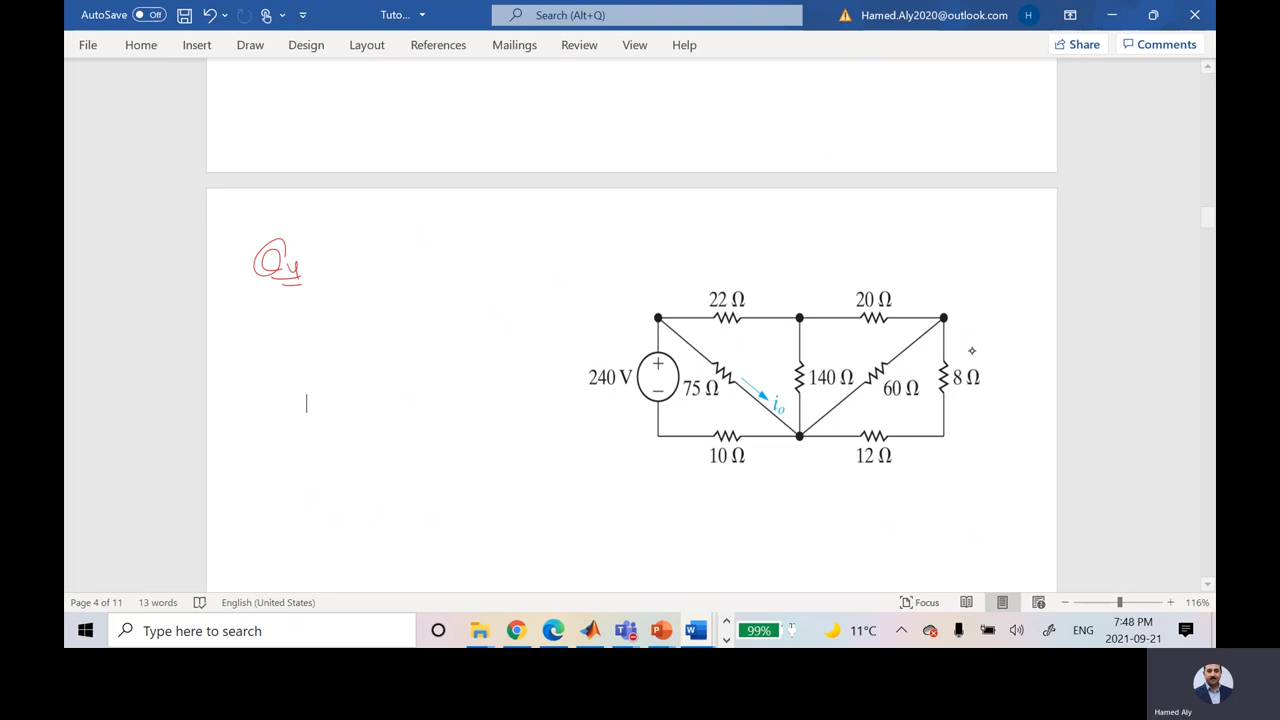 AutoSave Off Tuto... Search (Alt+Q) Hamed.Aly2020@outlook.com H
File Home Insert Draw Design Layout References Mailings Review View Help Share Comments
Q4
22 Ω 20 Ω
240 V 75 Ω 140 Ω 60 Ω 8 Ω
io
10 Ω 12 Ω
Page 4 of 11 13 words English (United States) Focus 116%
Type here to search 99% 11°C ENG 7:48 PM
2021-09-21
Hamed Aly